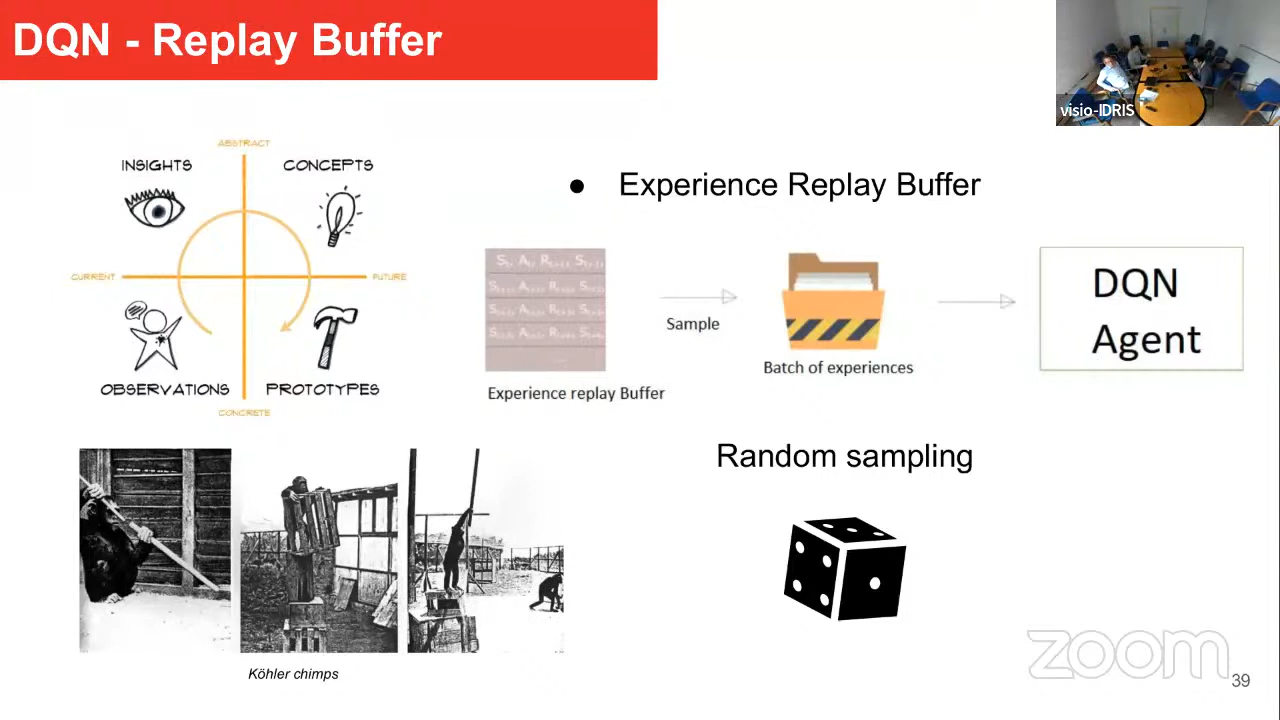 DQN - Replay Buffer
visio-IDRIS
ABSTRACT
INSIGHTS
CONCEPTS
CURRENT
FUTURE
OBSERVATIONS
PROTOTYPES
CONCRETE
● Experience Replay Buffer
Sample
Experience replay Buffer
Batch of experiences
DQN
Agent
Random sampling
Köhler chimps
zoom
39